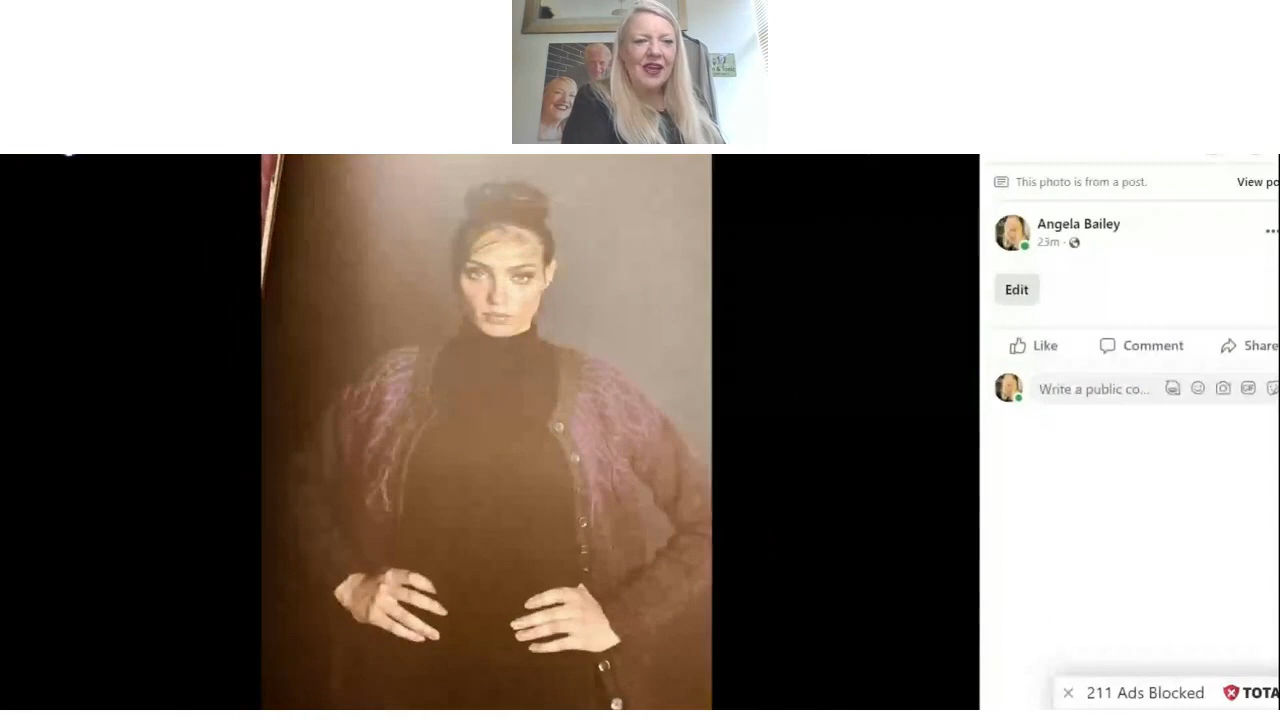 This photo is from a post.
View po
Angela Bailey
23m
Edit
Like
Comment
Share
Write a public co...
GIF
211 Ads Blocked
TOTA